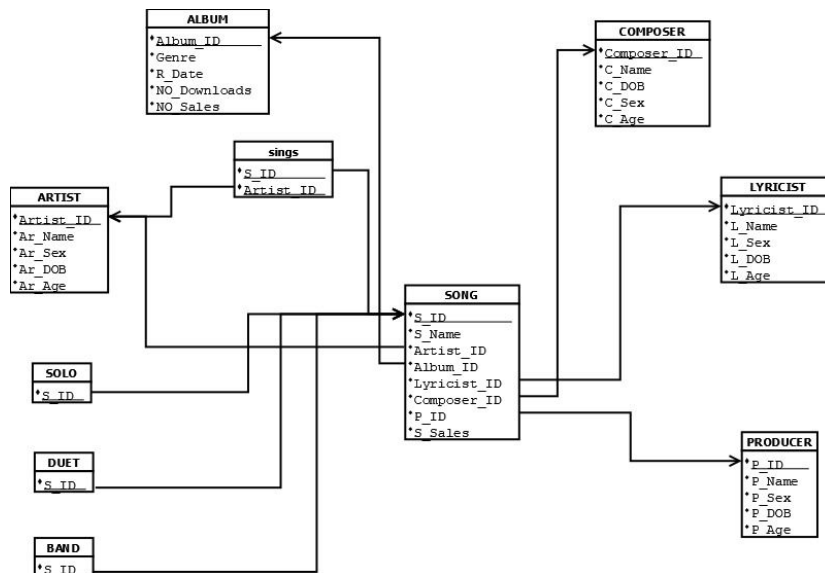 ALBUM
Album_ID
Genre
R_Date
NO_Downloads
NO_Sales
COMPOSER
Composer_ID
C_Name
C_DOB
C_Sex
C_Age
sings
S_ID
Artist_ID
ARTIST
Artist_ID
Ar_Name
Ar_Sex
Ar_DOB
Ar_Age
LYRICIST
Lyricist_ID
L_Name
L_Sex
L_DOB
L_Age
SONG
S_ID
S_Name
Artist_ID
Album_ID
Lyricist_ID
Composer_ID
P_ID
S_Sales
SOLO
S_ID
DUET
S_ID
BAND
S_ID
PRODUCER
P_ID
P_Name
P_Sex
P_DOB
P_Age